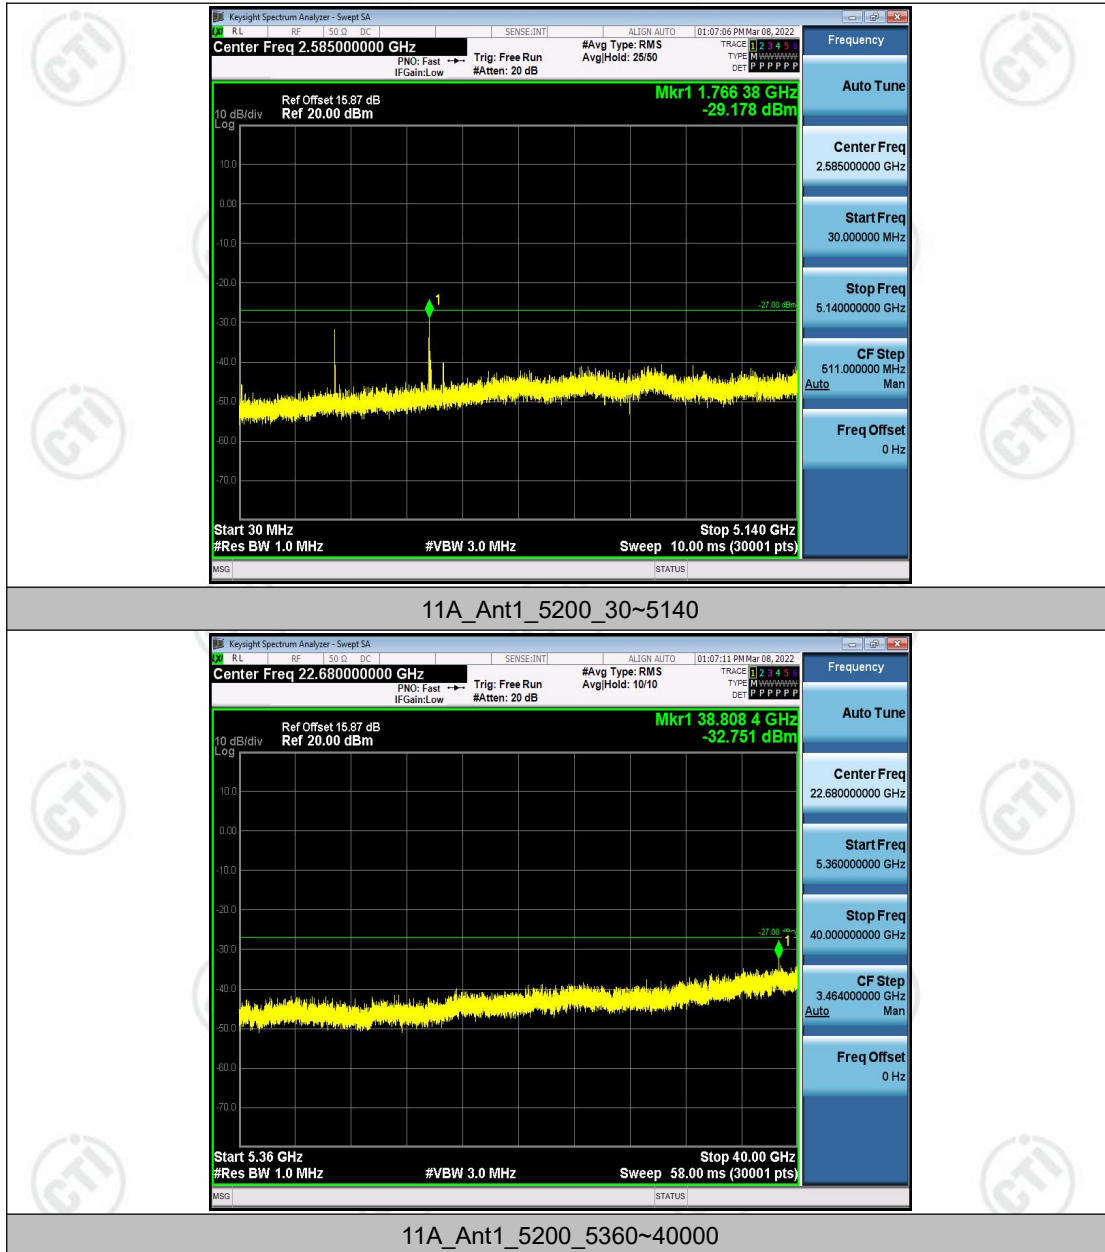 Keysight Spectrum Analyzer - Swept SA
RL RF 50 Ω DC SENSE:INT ALIGN AUTO 01:07:06 PM Mar 08, 2022
Center Freq 2.585000000 GHz
PNO: Fast
IFGain:Low
Trig: Free Run
#Atten: 20 dB
#Avg Type: RMS
Avg|Hold: 25/50
TRACE 1 2 3 4 5 6
TYPE M WWWWW
DET P P P P P P
Frequency
Auto Tune
Mkr1 1.766 38 GHz
-29.178 dBm
Ref Offset 15.87 dB
10 dB/div Ref 20.00 dBm
Log
10.0
0.00
-10.0
-20.0
-30.0
-40.0
-50.0
-60.0
-70.0
1
-27.00 dBm
Center Freq
2.585000000 GHz
Start Freq
30.000000 MHz
Stop Freq
5.140000000 GHz
CF Step
511.000000 MHz
Auto Man
Freq Offset
0 Hz
Start 30 MHz Stop 5.140 GHz
#Res BW 1.0 MHz #VBW 3.0 MHz Sweep 10.00 ms (30001 pts)
MSG STATUS
11A_Ant1_5200_30~5140
Keysight Spectrum Analyzer - Swept SA
RL RF 50 Ω DC SENSE:INT ALIGN AUTO 01:07:11 PM Mar 08, 2022
Center Freq 22.680000000 GHz
PNO: Fast
IFGain:Low
Trig: Free Run
#Atten: 20 dB
#Avg Type: RMS
Avg|Hold: 10/10
TRACE 1 2 3 4 5 6
TYPE M WWWWW
DET P P P P P P
Frequency
Auto Tune
Mkr1 38.808 4 GHz
-32.751 dBm
Ref Offset 15.87 dB
10 dB/div Ref 20.00 dBm
Log
10.0
0.00
-10.0
-20.0
-30.0
-40.0
-50.0
-60.0
-70.0
-27.00
1
Center Freq
22.680000000 GHz
Start Freq
5.360000000 GHz
Stop Freq
40.000000000 GHz
CF Step
3.464000000 GHz
Auto Man
Freq Offset
0 Hz
Start 5.36 GHz Stop 40.00 GHz
#Res BW 1.0 MHz #VBW 3.0 MHz Sweep 58.00 ms (30001 pts)
MSG STATUS
11A_Ant1_5200_5360~40000
CTI
CTI
CTI
CTI
CTI
CTI
CTI
CTI